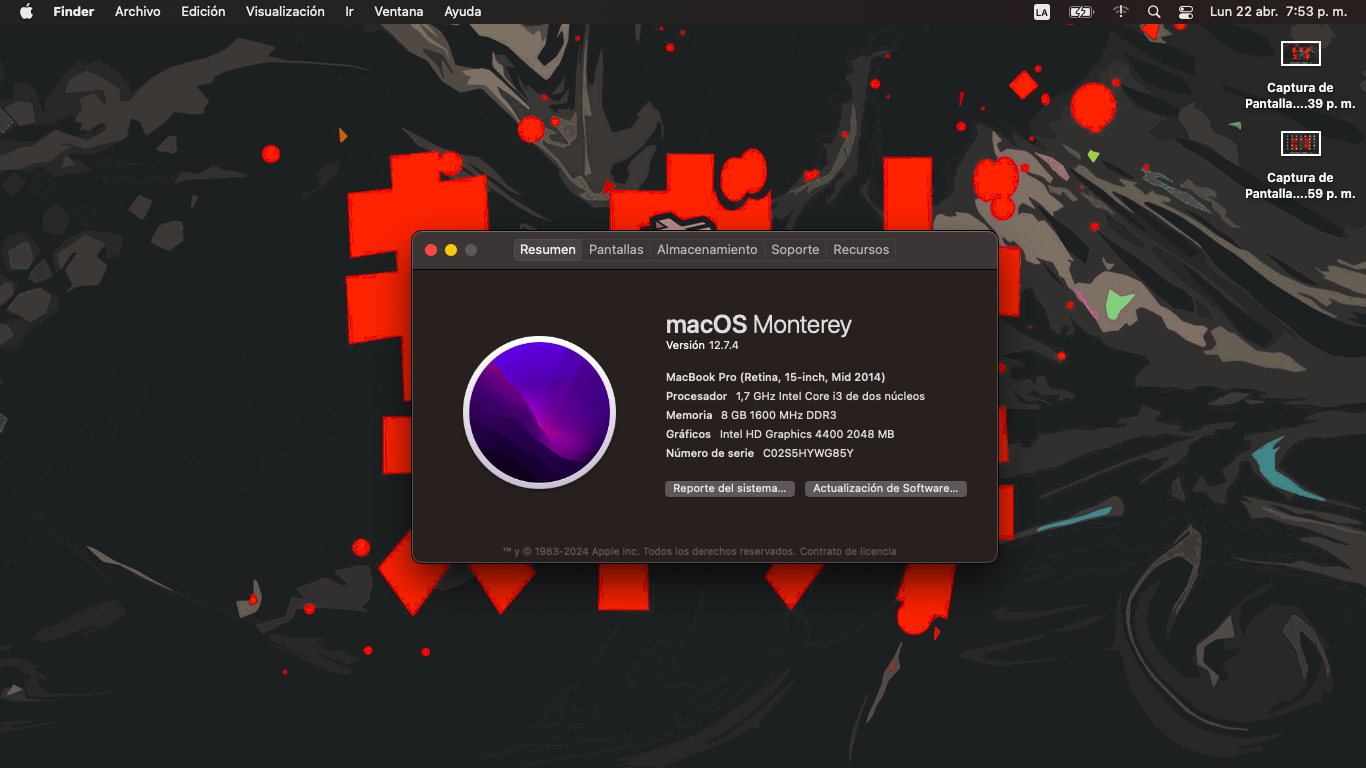 Finder Archivo Edición Visualización Ir Ventana Ayuda LA Lun 22 abr. 7:53 p. m.
Captura de
Pantalla....39 p. m.
Captura de
Pantalla....59 p. m.
Resumen Pantallas Almacenamiento Soporte Recursos
macOS Monterey
Versión 12.7.4
MacBook Pro (Retina, 15-inch, Mid 2014)
Procesador 1,7 GHz Intel Core i3 de dos núcleos
Memoria 8 GB 1600 MHz DDR3
Gráficos Intel HD Graphics 4400 2048 MB
Número de serie C02S5HYWG85Y
Reporte del sistema... Actualización de Software...
™ y © 1983-2024 Apple Inc. Todos los derechos reservados. Contrato de licencia